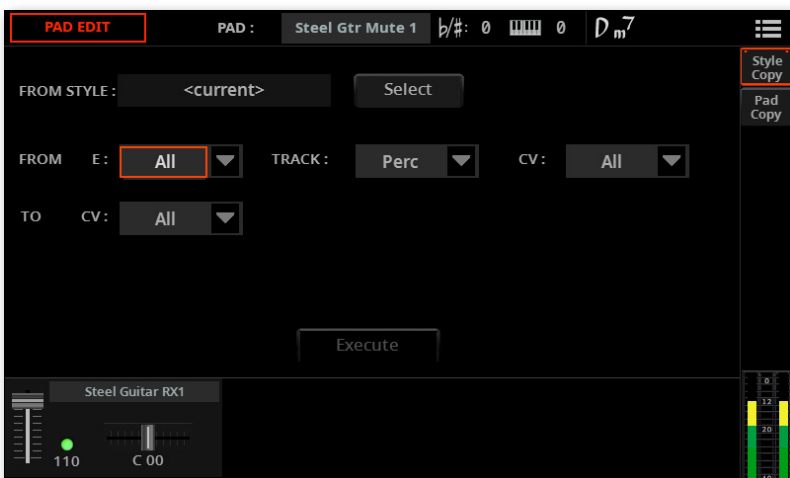 PAD EDIT PAD : Steel Gtr Mute 1 ♭/♯: 0 0 Dm7
Style
Copy
FROM STYLE : <current> Select
Pad
Copy
FROM E : All TRACK : Perc CV : All
TO CV : All
Execute
Steel Guitar RX1
0
12
20
110 C 00
40